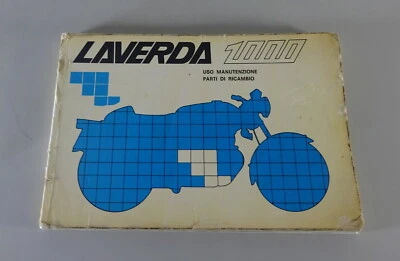 LAVERDA 1000
USO MANUTENZIONE
PARTI DI RICAMBIO